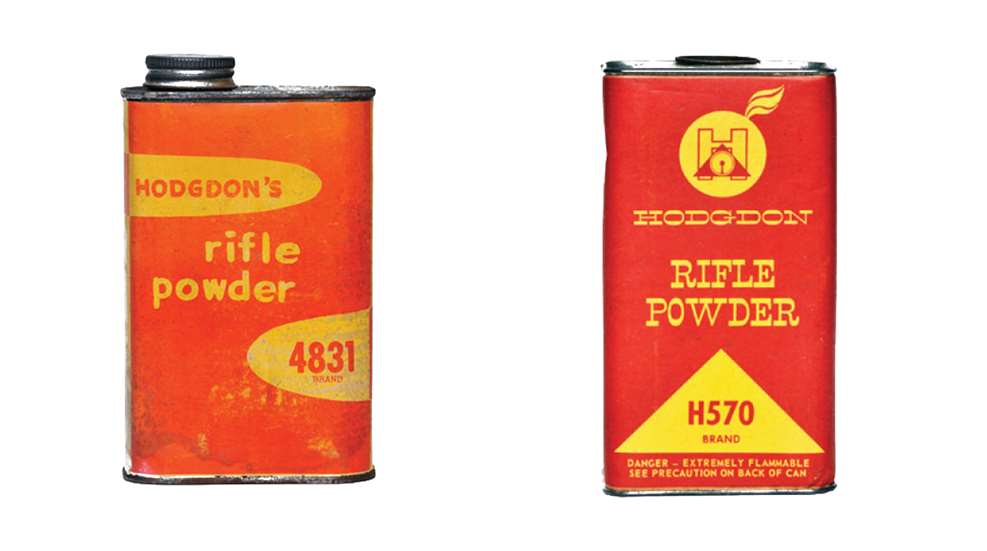 HODGDON'S
rifle
powder
4831
BRAND
H
HODGDON
RIFLE
POWDER
H570
BRAND
DANGER – EXTREMELY FLAMMABLE
SEE PRECAUTION ON BACK OF CAN